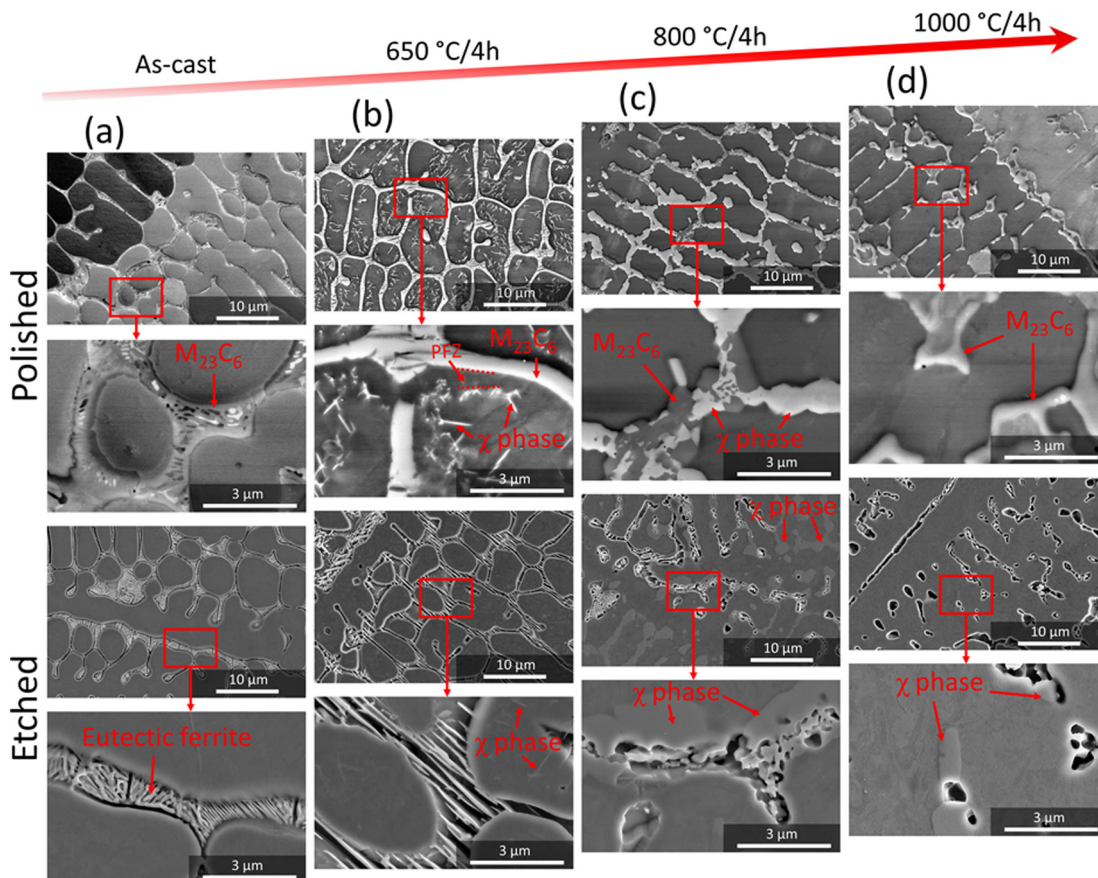 As-cast
650 °C/4h
800 °C/4h
1000 °C/4h
(a)
(b)
(c)
(d)
Polished
10 µm
10 µm
10 µm
10 µm
M₂₃C₆
3 µm
PFZ
M₂₃C₆
χ phase
3 µm
M₂₃C₆
χ phase
3 µm
M₂₃C₆
3 µm
Etched
10 µm
10 µm
χ phase
10 µm
10 µm
Eutectic ferrite
3 µm
χ phase
3 µm
χ phase
3 µm
χ phase
3 µm